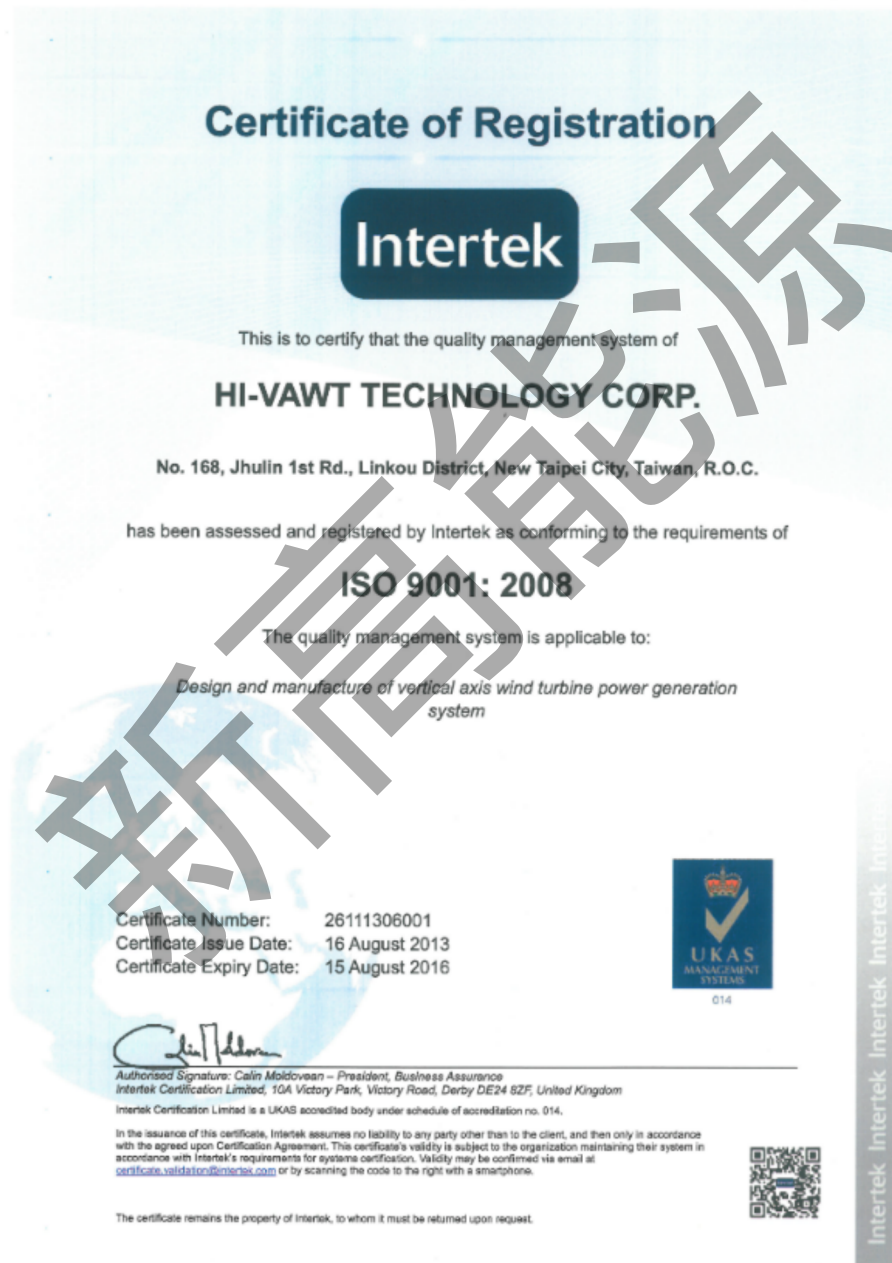 Certificate of Registration
Intertek
This is to certify that the quality management system of
HI-VAWT TECHNOLOGY CORP.
No. 168, Jhulin 1st Rd., Linkou District, New Taipei City, Taiwan, R.O.C.
has been assessed and registered by Intertek as conforming to the requirements of
ISO 9001: 2008
The quality management system is applicable to:
Design and manufacture of vertical axis wind turbine power generation
system
新高能源
Certificate Number: 26111306001
Certificate Issue Date: 16 August 2013
Certificate Expiry Date: 15 August 2016
UKAS
MANAGEMENT
SYSTEMS
014
Authorised Signature: Calin Moldovean – President, Business Assurance
Intertek Certification Limited, 10A Victory Park, Victory Road, Derby DE24 8ZF, United Kingdom
Intertek Certification Limited is a UKAS accredited body under schedule of accreditation no. 014.
In the issuance of this certificate, Intertek assumes no liability to any party other than to the client, and then only in accordance
with the agreed upon Certification Agreement. This certificate's validity is subject to the organization maintaining their system in
accordance with Intertek's requirements for systems certification. Validity may be confirmed via email at
certificate.validation@intertek.com or by scanning the code to the right with a smartphone.
The certificate remains the property of Intertek, to whom it must be returned upon request.
Intertek Intertek Intertek Intertek Intertek